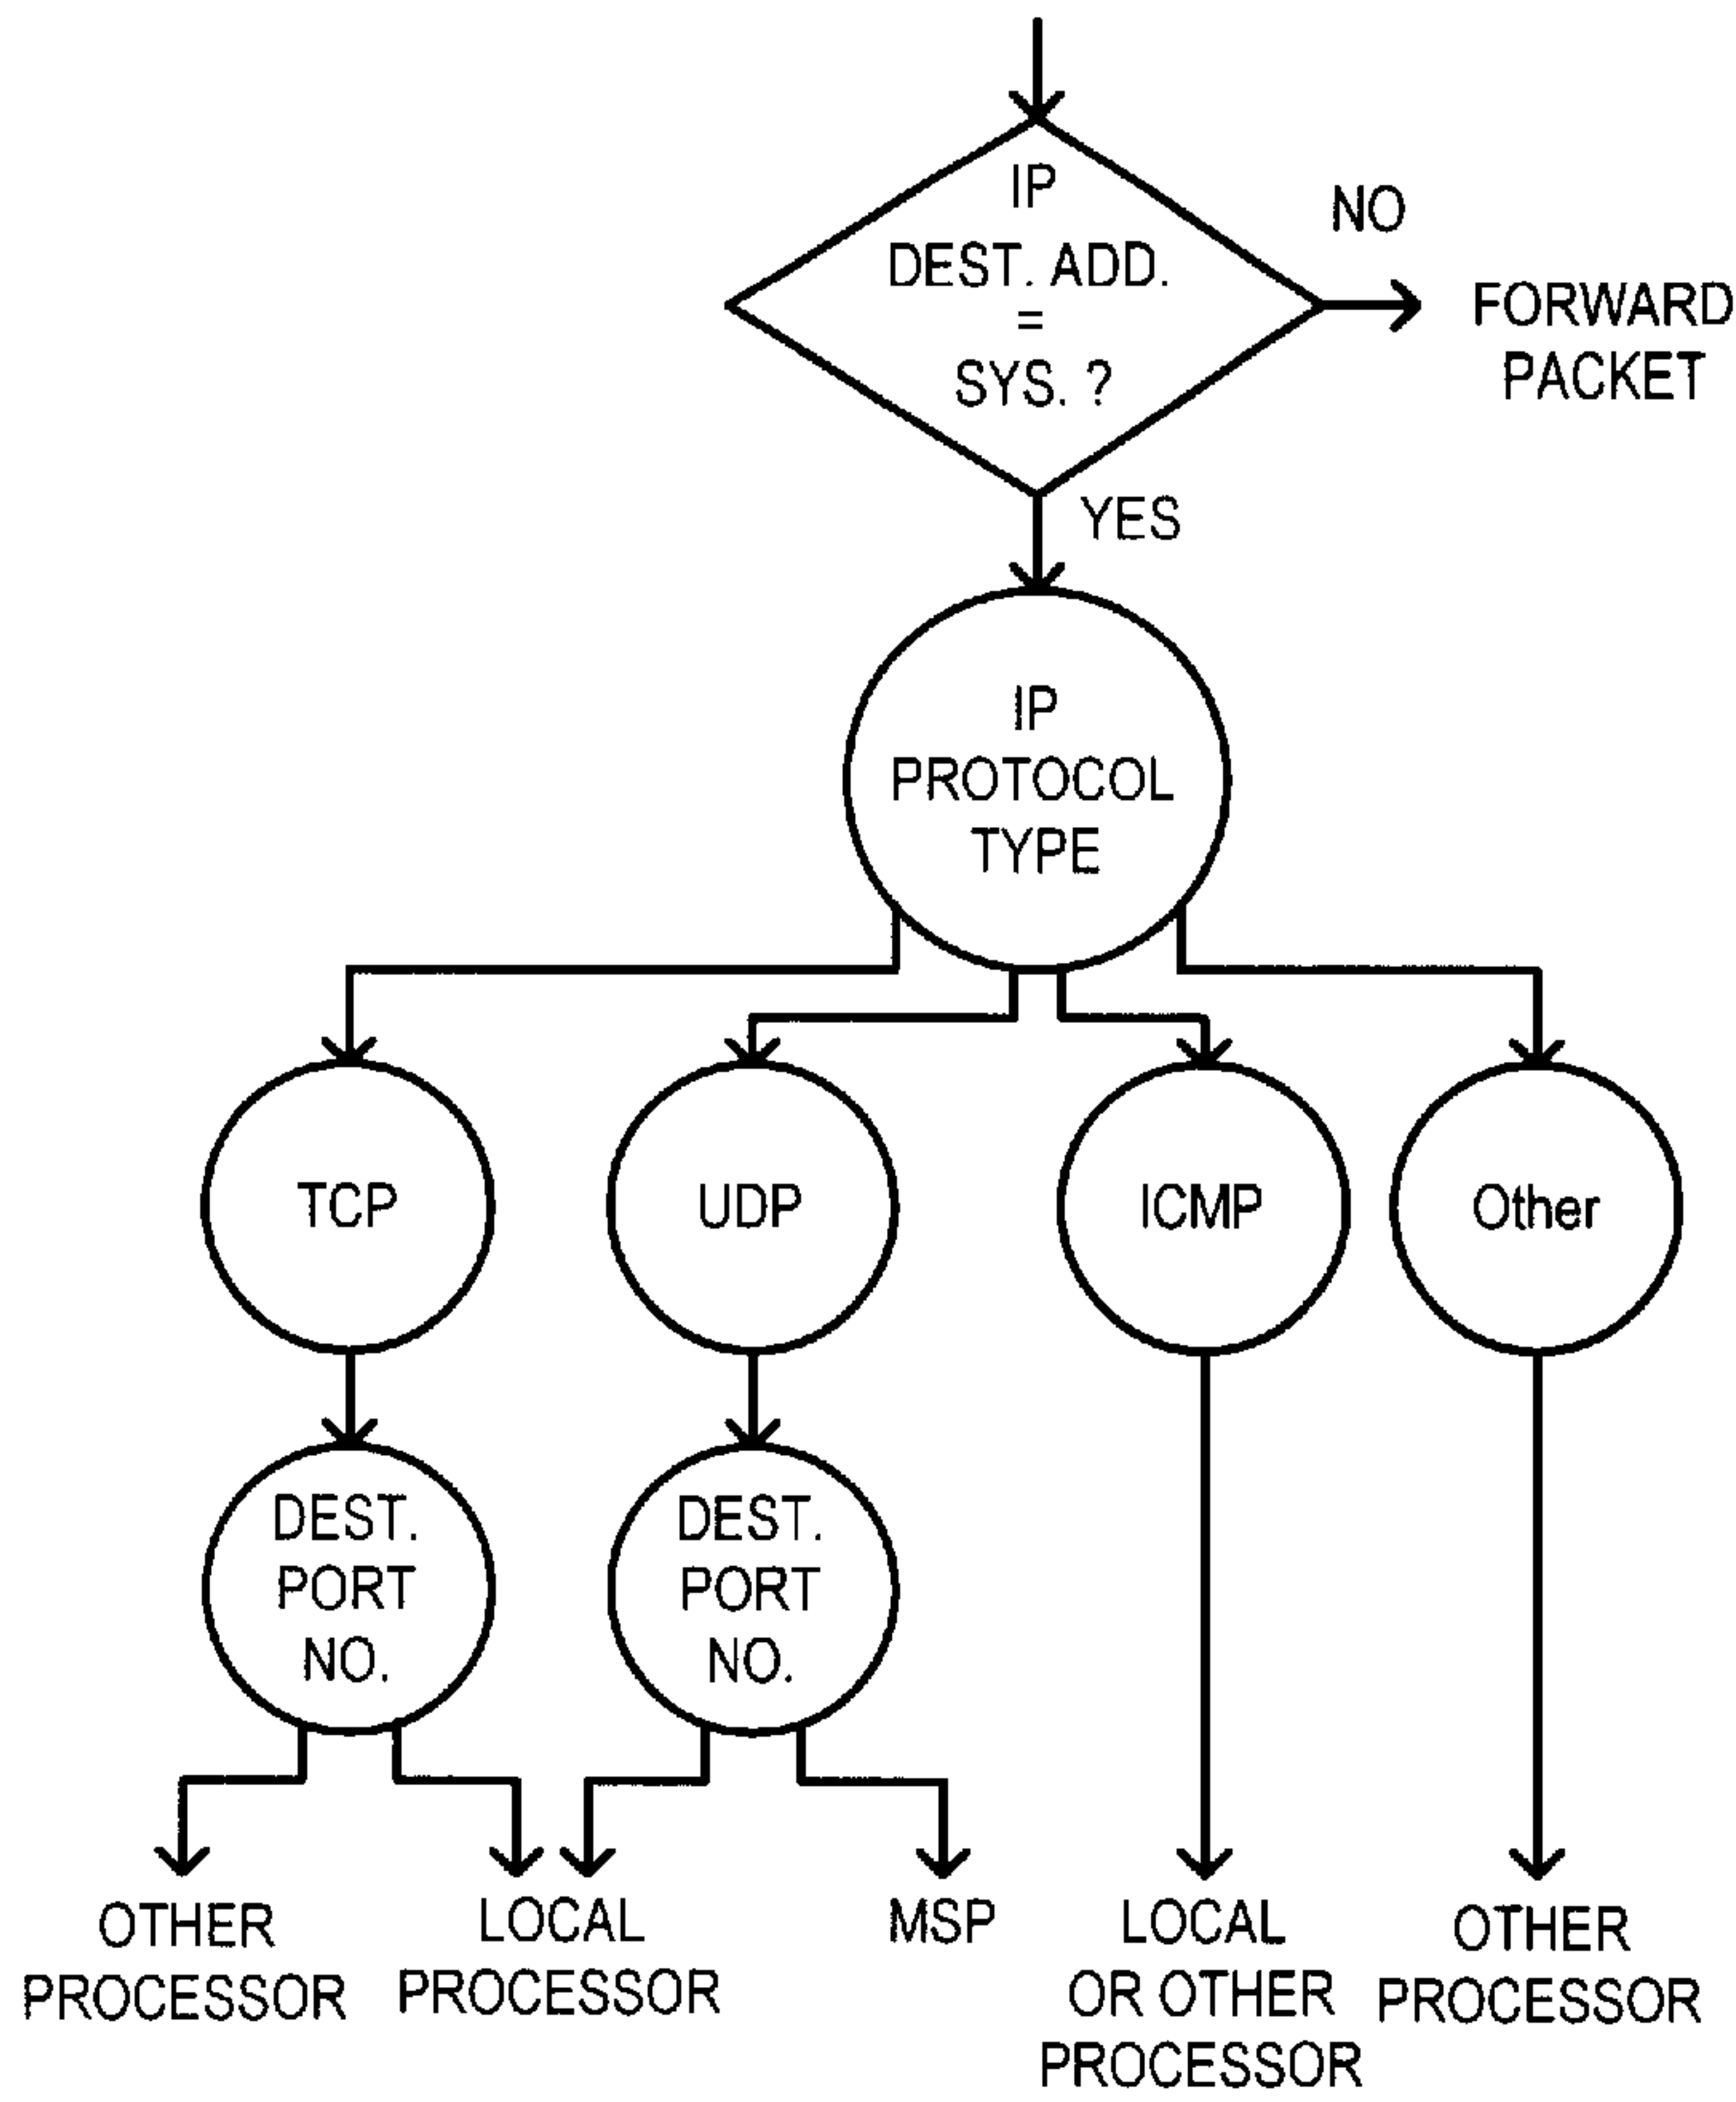 IP
DEST. ADD.
=
SYS. ?
NO
FORWARD
PACKET
YES
IP
PROTOCOL
TYPE
TCP
UDP
ICMP
Other
DEST.
PORT
NO.
DEST.
PORT
NO.
OTHER
PROCESSOR
LOCAL
PROCESSOR
MSP
LOCAL
OR OTHER
PROCESSOR
OTHER
PROCESSOR